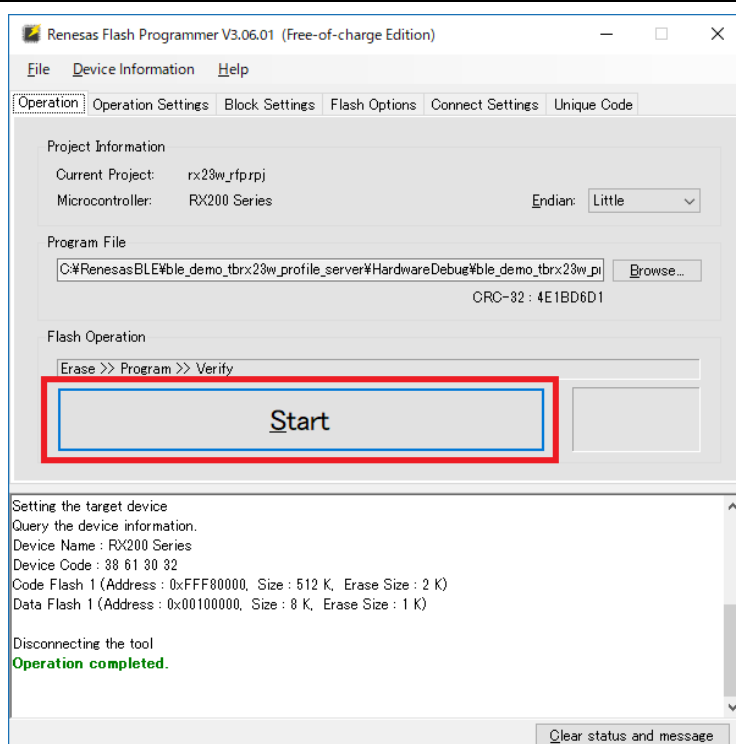 Renesas Flash Programmer V3.06.01 (Free-of-charge Edition)
File Device Information Help
Operation Operation Settings Block Settings Flash Options Connect Settings Unique Code
Project Information
Current Project: rx23w_rfp.rpj
Microcontroller: RX200 Series Endian: Little
Program File
C:¥RenesasBLE¥ble_demo_tbrx23w_profile_server¥HardwareDebug¥ble_demo_tbrx23w_pr Browse...
CRC-32 : 4E1BD6D1
Flash Operation
Erase >> Program >> Verify
Start
Setting the target device
Query the device information.
Device Name : RX200 Series
Device Code : 38 61 30 32
Code Flash 1 (Address : 0xFFF80000, Size : 512 K, Erase Size : 2 K)
Data Flash 1 (Address : 0x00100000, Size : 8 K, Erase Size : 1 K)
Disconnecting the tool
Operation completed.
Clear status and message